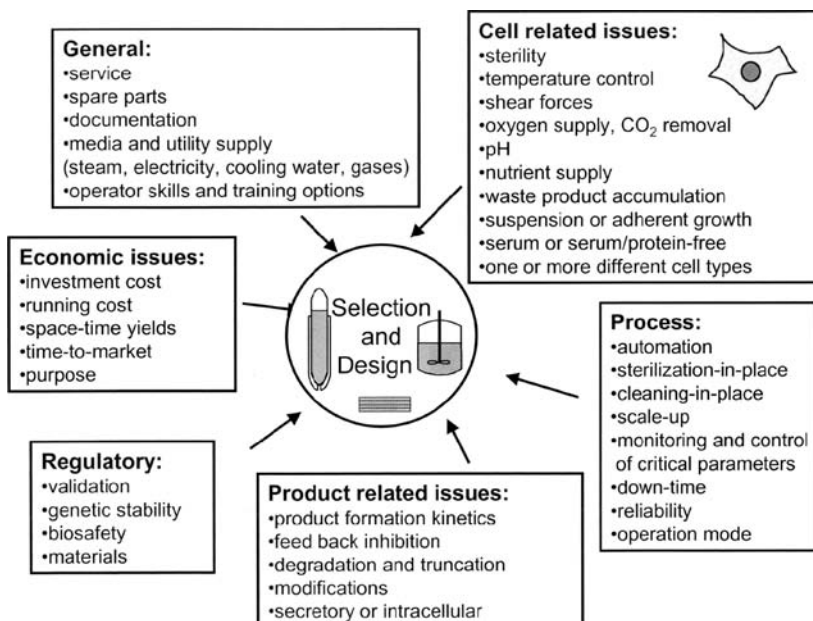 General:
•service
•spare parts
•documentation
•media and utility supply
(steam, electricity, cooling water, gases)
•operator skills and training options
Cell related issues:
•sterility
•temperature control
•shear forces
•oxygen supply, CO2 removal
•pH
•nutrient supply
•waste product accumulation
•suspension or adherent growth
•serum or serum/protein-free
•one or more different cell types
Economic issues:
•investment cost
•running cost
•space-time yields
•time-to-market
•purpose
Selection
and
Design
Process:
•automation
•sterilization-in-place
•cleaning-in-place
•scale-up
•monitoring and control
of critical parameters
•down-time
•reliability
•operation mode
Regulatory:
•validation
•genetic stability
•biosafety
•materials
Product related issues:
•product formation kinetics
•feed back inhibition
•degradation and truncation
•modifications
•secretory or intracellular